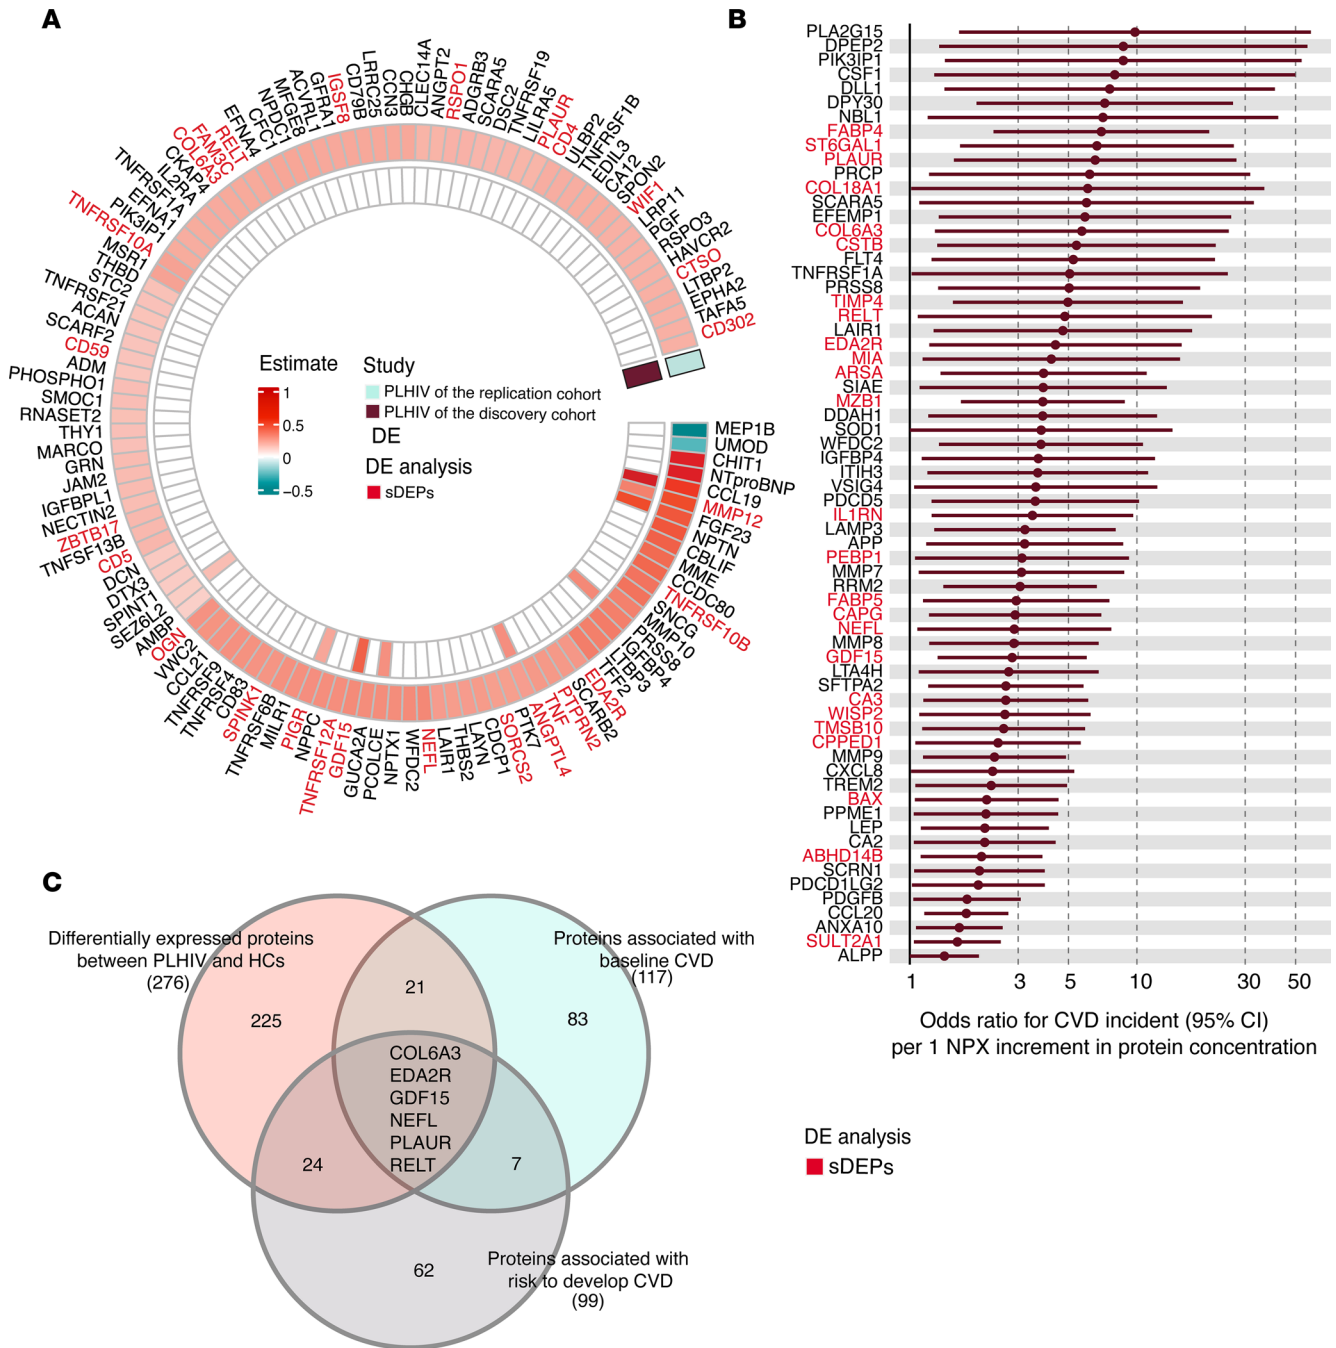 A
LRRC25
CD79B
IGSF8
GFRA1
ACVRL1
MFGE8
NPDC1
CFC1
EFNA4
RELT
FAM3C
COL6A3
CKAP4
IL2RA
TNFRSF1A
EFNA1
PIK3IP1
TNFRSF10A
MSR1
THBD
STC2
TNFRSF21
ACAN
SCARF2
CD59
ADM
PHOSPHO1
SMOC1
RNASET2
THY1
MARCO
GRN
JAM2
IGFBPL1
NECTIN2
ZBTB17
TNFSF13B
CD5
DCN
DTX3
SPINT1
SEZ6L2
AMBP
OGN
VWC2
CCL21
TNFRSF9
TNFRSF4
CD83
SPINK1
TNFRSF6B
MILR1
PIGR
NPPC
TNFRSF12A
GDF15
GUCA2A
PCOLCE
NPTX1
WFDC2
NEFL
LAIR1
THBS2
LAYN
CDCP1
SORCS2
PTK7
ANGPTL4
TNF
PTPRN2
SCARB2
EDA2R
TFF2
LTBP3
IGFBP4
PRSS8
MMP10
SNCG
TNFRSF10B
CCDC80
MME
CBLIF
NPTN
FGF23
MMP12
CCL19
NTproBNP
CHIT1
UMOD
MEP1B
CCN3
CHGB
CLEC14A
ANGPT2
RSPO1
ADGRB3
SCARA5
DSC2
TNFRSF19
LILRA5
PLAUR
CD4
ULBP2
TNFRSF1B
EDIL3
TECA12
SPON2
WIF1
LRP11
PGF
RSPO3
HAVCR2
CTSO
LTBP2
EPHA2
TAFA5
CD302
Estimate
1
0.5
0
−0.5
Study
PLHIV of the replication cohort
PLHIV of the discovery cohort
DE
DE analysis
sDEPs
B
PLA2G15
DPEP2
PIK3IP1
CSF1
DLL1
DPY30
NBL1
FABP4
ST6GAL1
PLAUR
PRCP
COL18A1
SCARA5
EFEMP1
COL6A3
CSTB
FLT4
TNFRSF1A
PRSS8
TIMP4
RELT
LAIR1
EDA2R
MIA
ARSA
SIAE
MZB1
DDAH1
SOD1
WFDC2
IGFBP4
ITIH3
VSIG4
PDCD5
IL1RN
LAMP3
APP
PEBP1
MMP7
RRM2
FABP5
CAPG
NEFL
MMP8
GDF15
LTA4H
SFTPA2
CA3
WISP2
TMSB10
CPPED1
MMP9
CXCL8
TREM2
BAX
PPME1
LEP
CA2
ABHD14B
SCRN1
PDCD1LG2
PDGFB
CCL20
ANXA10
SULT2A1
ALPP
1 3 5 10 30 50
Odds ratio for CVD incident (95% CI)
per 1 NPX increment in protein concentration
DE analysis
sDEPs
C
Differentially expressed proteins
between PLHIV and HCs
(276)
Proteins associated with
baseline CVD
(117)
21
225
83
COL6A3
EDA2R
GDF15
NEFL
PLAUR
RELT
24
7
62
Proteins associated with
risk to develop CVD
(99)